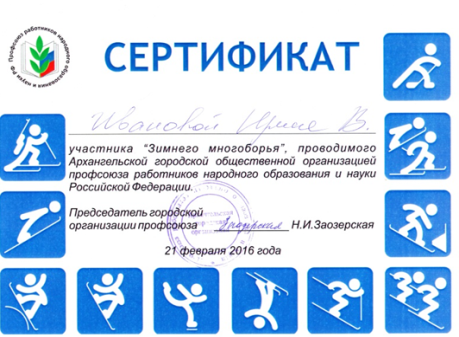 Профсоюз работников народного образования и науки РФ
СЕРТИФИКАТ
Ивановой Ирине В.
участника "Зимнего многоборья", проводимого
Архангельской городской общественной организацией
профсоюза работников народного образования и науки
Российской Федерации.
Председатель городской
организации профсоюза Н.И.Заозерская
21 февраля 2016 года